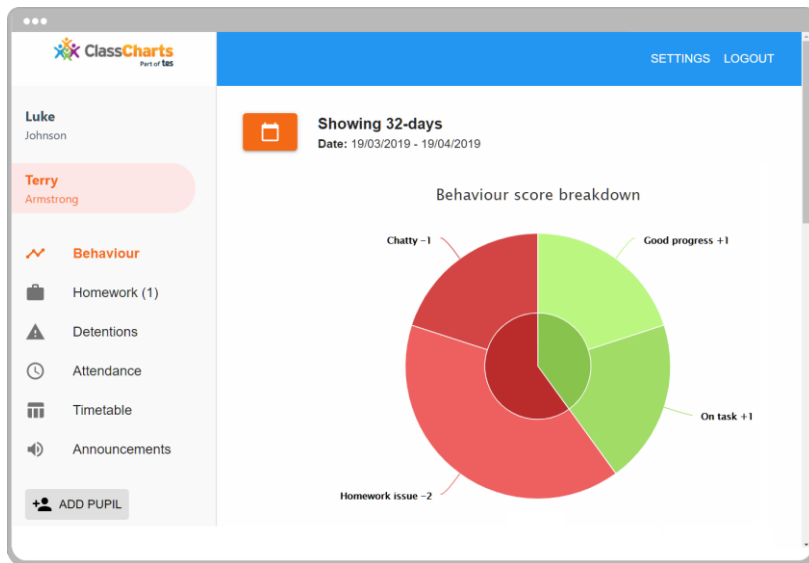 ClassCharts
Part of tes
SETTINGS LOGOUT
Luke
Johnson
Terry
Armstrong
Behaviour
Homework (1)
Detentions
Attendance
Timetable
Announcements
ADD PUPIL
Showing 32-days
Date: 19/03/2019 - 19/04/2019
Behaviour score breakdown
Chatty −1
Good progress +1
On task +1
Homework issue −2